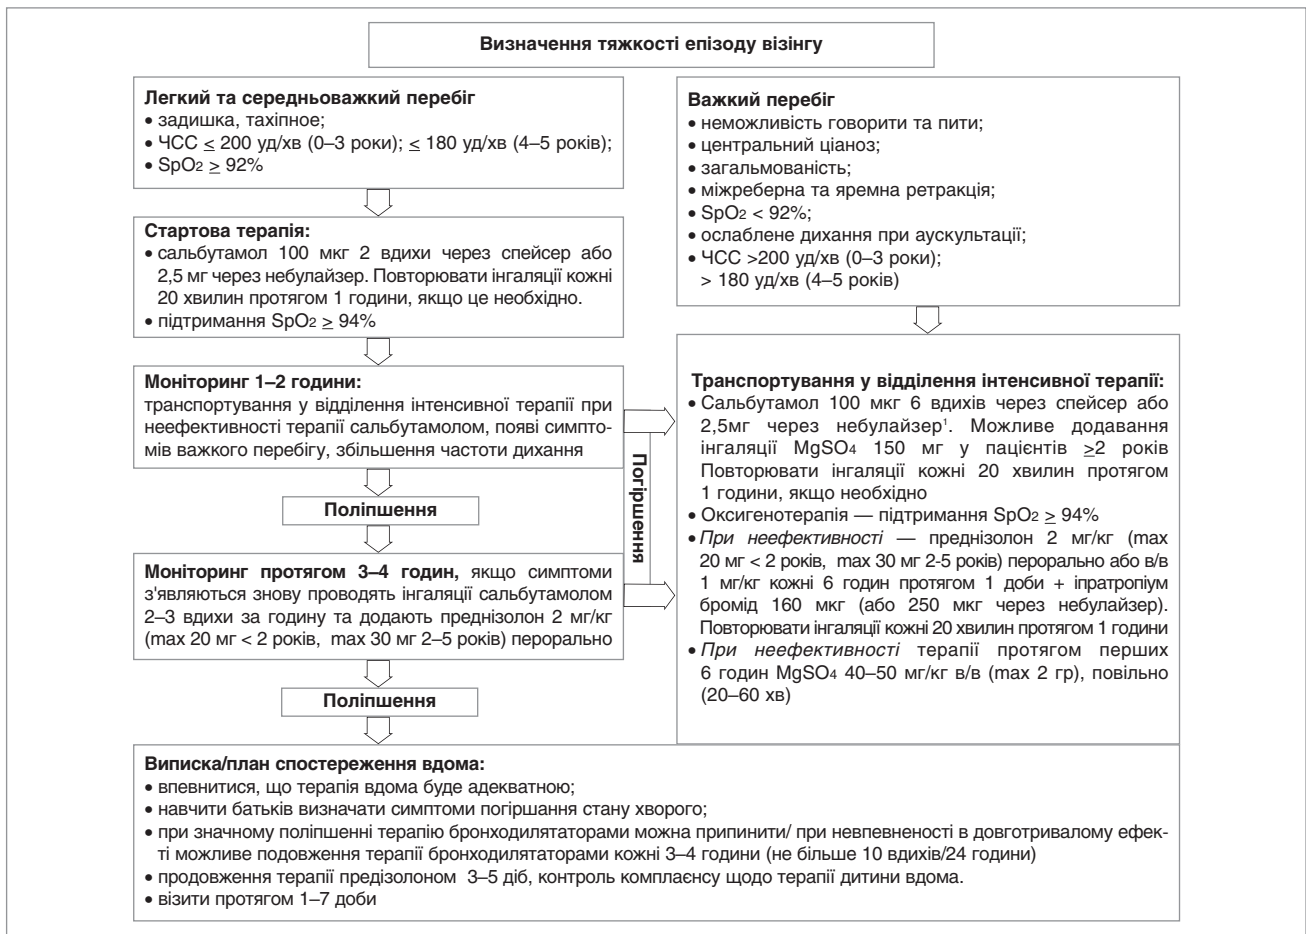 Визначення тяжкості епізоду візінгу
Легкий та середньоважкий перебіг
• задишка, тахіпное;
• ЧСС ≤ 200 уд/хв (0–3 роки); ≤ 180 уд/хв (4–5 років);
• SpO2 ≥ 92%
Стартова терапія:
• сальбутамол 100 мкг 2 вдихи через спейсер або
2,5 мг через небулайзер. Повторювати інгаляції кожні
20 хвилин протягом 1 години, якщо це необхідно.
• підтримання SpO2 ≥ 94%
Моніторинг 1–2 години:
транспортування у відділення інтенсивної терапії при
неефективності терапії сальбутамолом, появі симпто-
мів важкого перебігу, збільшення частоти дихання
Поліпшення
Моніторинг протягом 3–4 годин, якщо симптоми
з'являються знову проводять інгаляції сальбутамолом
2–3 вдихи за годину та додають преднізолон 2 мг/кг
(max 20 мг < 2 років, max 30 мг 2–5 років) перорально
Поліпшення
Погіршення
Важкий перебіг
• неможливість говорити та пити;
• центральний ціаноз;
• загальмованість;
• міжреберна та яремна ретракція;
• SpO2 < 92%;
• ослаблене дихання при аускультації;
• ЧСС >200 уд/хв (0–3 роки);
> 180 уд/хв (4–5 років)
Транспортування у відділення інтенсивної терапії:
• Сальбутамол 100 мкг 6 вдихів через спейсер або
2,5мг через небулайзер¹. Можливе додавання
інгаляції MgSO4 150 мг у пацієнтів ≥2 років
Повторювати інгаляції кожні 20 хвилин протягом
1 години, якщо необхідно
• Оксигенотерапія — підтримання SpO2 ≥ 94%
• При неефективності — преднізолон 2 мг/кг (max
20 мг < 2 років, max 30 мг 2-5 років) перорально або в/в
1 мг/кг кожні 6 годин протягом 1 доби + іпратропіум
бромід 160 мкг (або 250 мкг через небулайзер).
Повторювати інгаляції кожні 20 хвилин протягом 1 години
• При неефективності терапії протягом перших
6 годин MgSO4 40–50 мг/кг в/в (max 2 гр), повільно
(20–60 хв)
Виписка/план спостереження вдома:
• впевнитися, що терапія вдома буде адекватною;
• навчити батьків визначати симптоми погіршання стану хворого;
• при значному поліпшенні терапію бронходилятаторами можна припинити/ при невпевненості в довготривалому ефек-
ті можливе подовження терапії бронходилятаторами кожні 3–4 години (не більше 10 вдихів/24 години)
• продовження терапії предізолоном 3–5 діб, контроль комплаєнсу щодо терапії дитини вдома.
• візити протягом 1–7 доби